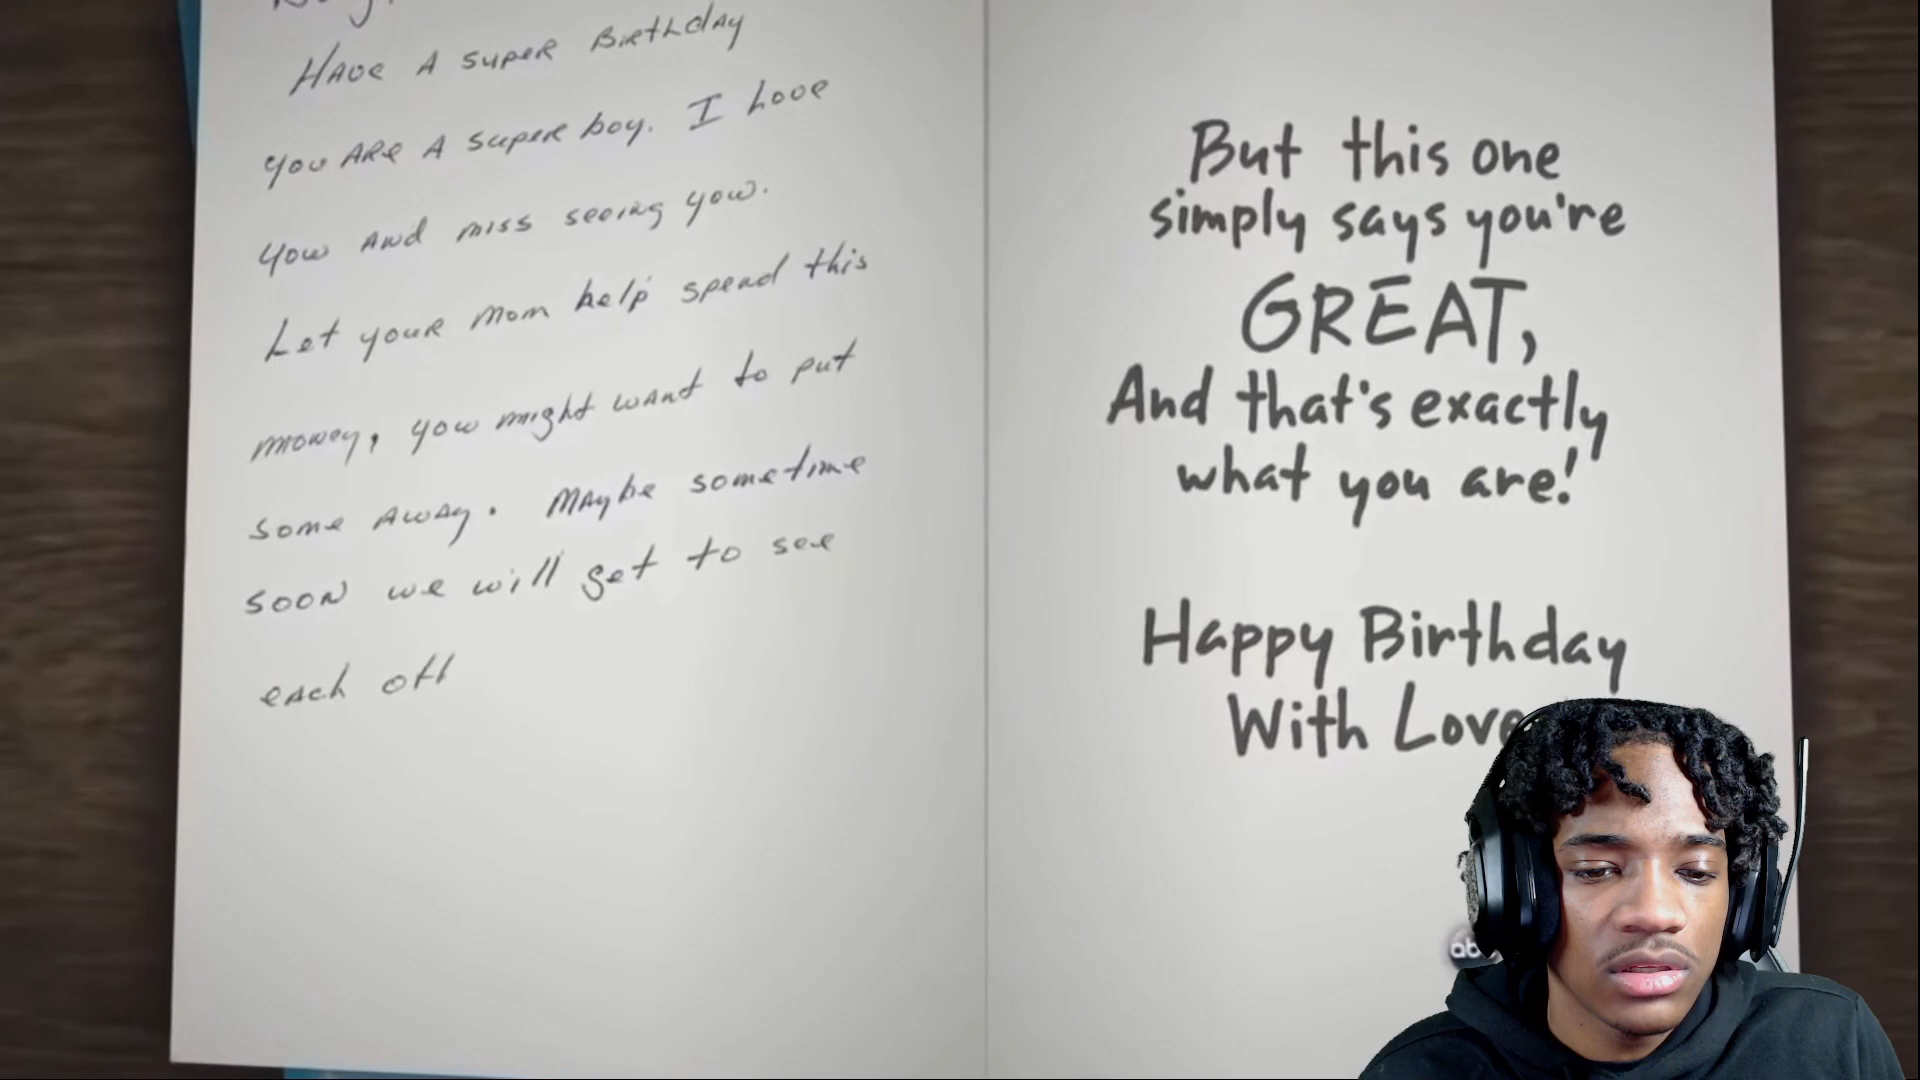 HAVE A SUPER BIRTHDAY
YOU ARE A SUPER boy. I Love
you ANd miss seeing you.
Let your mom help spend this
money, you might want to put
some AWAy. MAybe sometime
sooN we will get to see
eAch oth
But this one
simply says you're
GREAT,
And that's exactly
what you are!
Happy Birthday
With Love